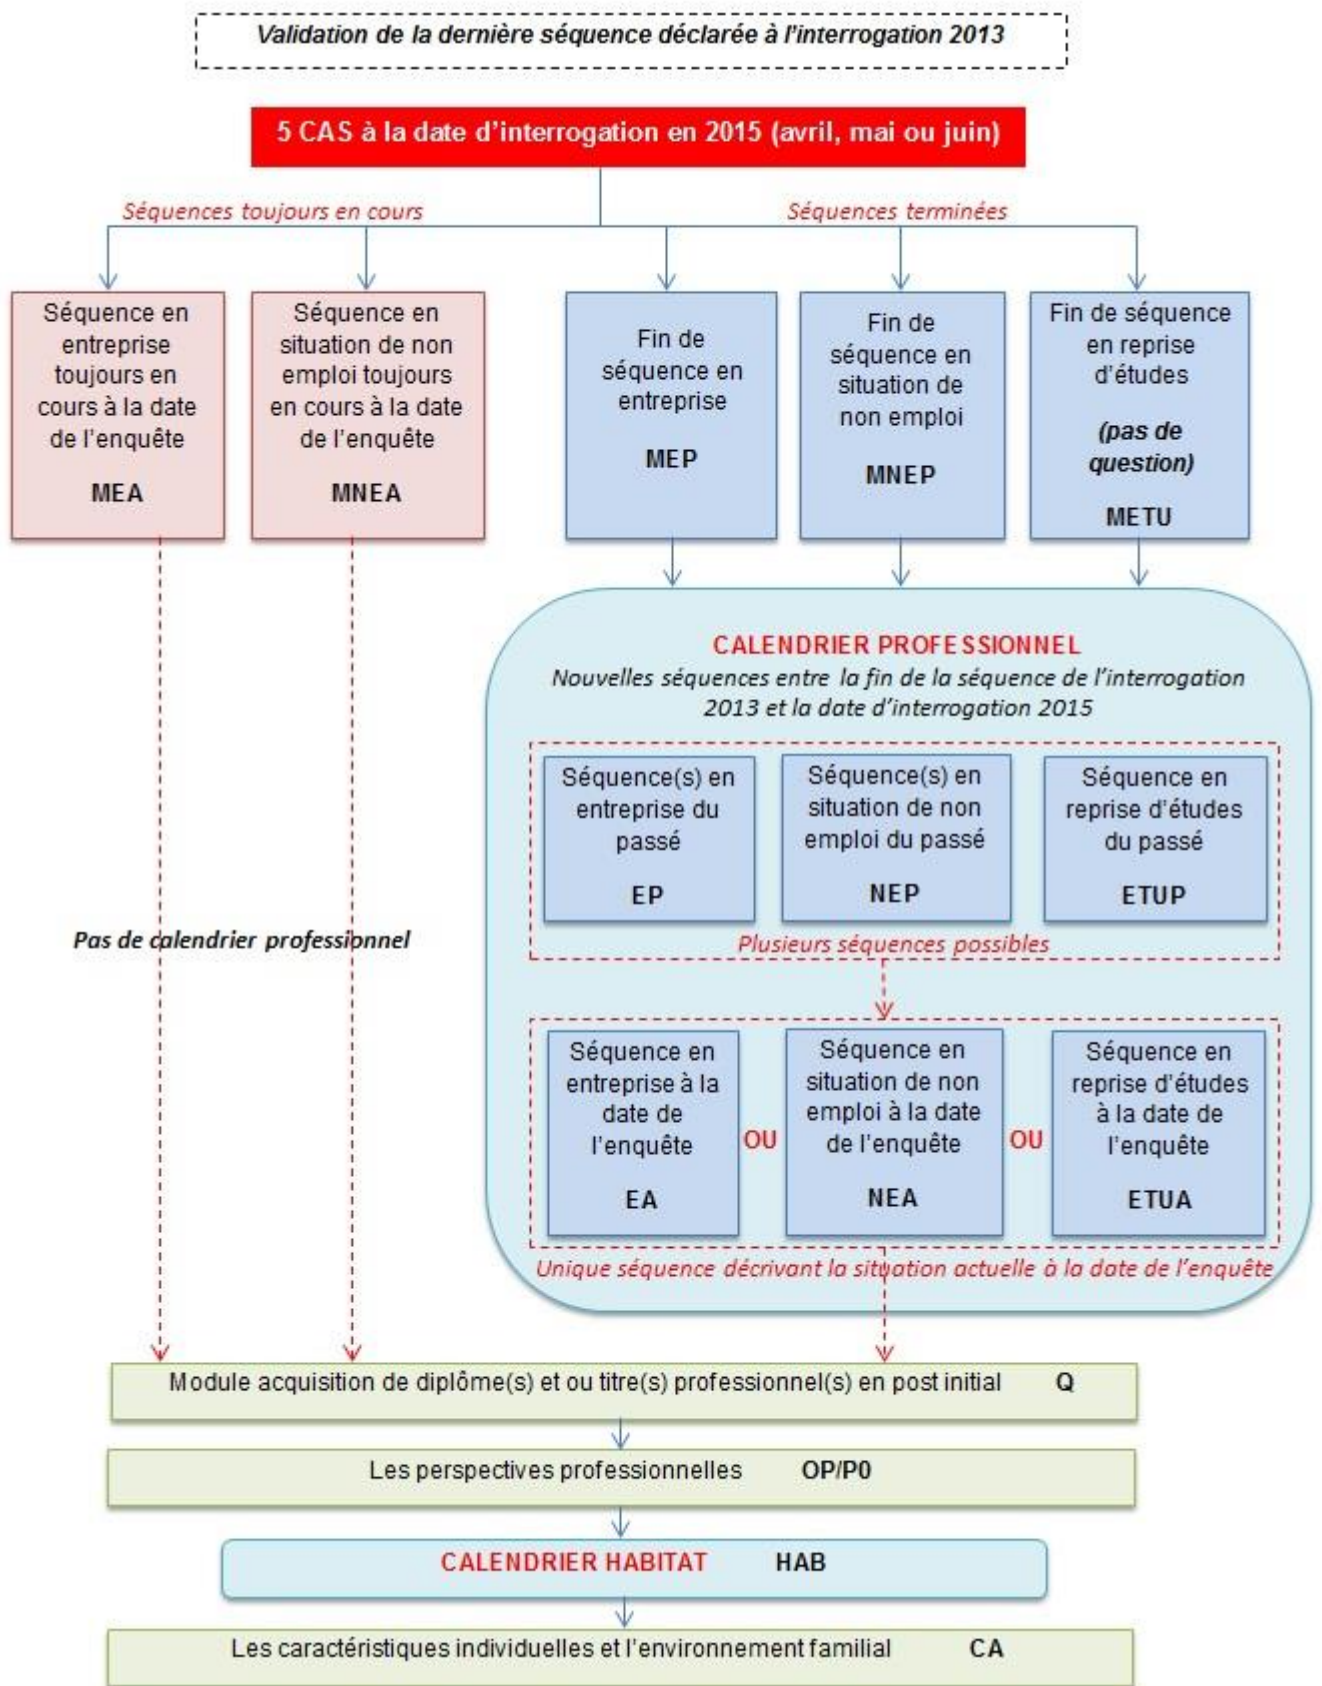 Validation de la dernière séquence déclarée à l'interrogation 2013
5 CAS à la date d'interrogation en 2015 (avril, mai ou juin)
Séquences toujours en cours
Séquences terminées
Séquence en
entreprise
toujours en
cours à la date
de l'enquête
MEA
Séquence en
situation de non
emploi toujours
en cours à la date
de l'enquête
MNEA
Fin de
séquence en
entreprise
MEP
Fin de
séquence en
situation de
non emploi
MNEP
Fin de séquence
en reprise
d'études
(pas de
question)
METU
CALENDRIER PROFESSIONNEL
Nouvelles séquences entre la fin de la séquence de l'interrogation
2013 et la date d'interrogation 2015
Séquence(s) en
entreprise du
passé
EP
Séquence(s) en
situation de non
emploi du passé
NEP
Séquence en
reprise d'études
du passé
ETUP
Plusieurs séquences possibles
Pas de calendrier professionnel
Séquence en
entreprise à la
date de
l'enquête
EA
OU
Séquence en
situation de non
emploi à la date
de l'enquête
NEA
OU
Séquence en
reprise d'études
à la date de
l'enquête
ETUA
Unique séquence décrivant la situation actuelle à la date de l'enquête
Module acquisition de diplôme(s) et ou titre(s) professionnel(s) en post initial Q
Les perspectives professionnelles OP/P0
CALENDRIER HABITAT HAB
Les caractéristiques individuelles et l'environnement familial CA